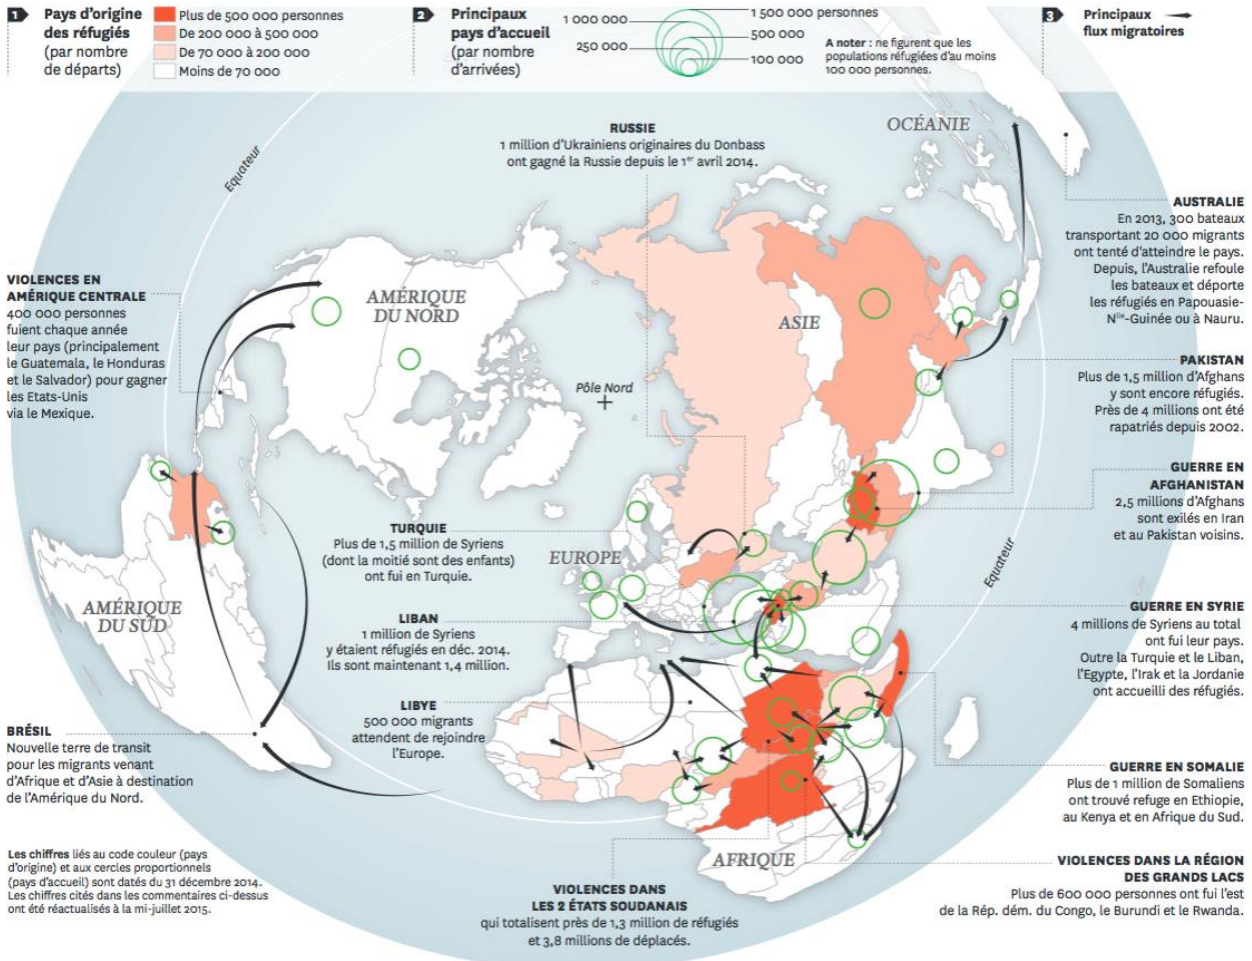 1 Pays d'origine
des réfugiés
(par nombre
de départs)
Plus de 500 000 personnes
De 200 000 à 500 000
De 70 000 à 200 000
Moins de 70 000
2 Principaux
pays d'accueil
(par nombre
d'arrivées)
1 000 000
250 000
1 500 000 personnes
500 000
100 000
A noter : ne figurent que les
populations réfugiées d'au moins
100 000 personnes.
3 Principaux
flux migratoires
OCÉANIE
Equateur
RUSSIE
1 million d'Ukrainiens originaires du Donbass
ont gagné la Russie depuis le 1er avril 2014.
AUSTRALIE
En 2013, 300 bateaux
transportant 20 000 migrants
ont tenté d'atteindre le pays.
Depuis, l'Australie refoule
les bateaux et déporte
les réfugiés en Papouasie-
Nlle-Guinée ou à Nauru.
VIOLENCES EN
AMÉRIQUE CENTRALE
400 000 personnes
fuient chaque année
leur pays (principalement
le Guatemala, le Honduras
et le Salvador) pour gagner
les Etats-Unis
via le Mexique.
AMÉRIQUE
DU NORD
ASIE
Pôle Nord
PAKISTAN
Plus de 1,5 million d'Afghans
y sont encore réfugiés.
Près de 4 millions ont été
rapatriés depuis 2002.
GUERRE EN
AFGHANISTAN
2,5 millions d'Afghans
sont exilés en Iran
et au Pakistan voisins.
TURQUIE
Plus de 1,5 million de Syriens
(dont la moitié sont des enfants)
ont fui en Turquie.
EUROPE
Equateur
AMÉRIQUE
DU SUD
LIBAN
1 million de Syriens
y étaient réfugiés en déc. 2014.
Ils sont maintenant 1,4 million.
GUERRE EN SYRIE
4 millions de Syriens au total
ont fui leur pays.
Outre la Turquie et le Liban,
l'Egypte, l'Irak et la Jordanie
ont accueilli des réfugiés.
LIBYE
500 000 migrants
attendent de rejoindre
l'Europe.
BRÉSIL
Nouvelle terre de transit
pour les migrants venant
d'Afrique et d'Asie à destination
de l'Amérique du Nord.
GUERRE EN SOMALIE
Plus de 1 million de Somaliens
ont trouvé refuge en Ethiopie,
au Kenya et en Afrique du Sud.
AFRIQUE
Les chiffres liés au code couleur (pays
d'origine) et aux cercles proportionnels
(pays d'accueil) sont datés du 31 décembre 2014.
Les chiffres cités dans les commentaires ci-dessus
ont été réactualisés à la mi-juillet 2015.
VIOLENCES DANS
LES 2 ÉTATS SOUDANAIS
qui totalisent près de 1,3 million de réfugiés
et 3,8 millions de déplacés.
VIOLENCES DANS LA RÉGION
DES GRANDS LACS
Plus de 600 000 personnes ont fui l'est
de la Rép. dém. du Congo, le Burundi et le Rwanda.